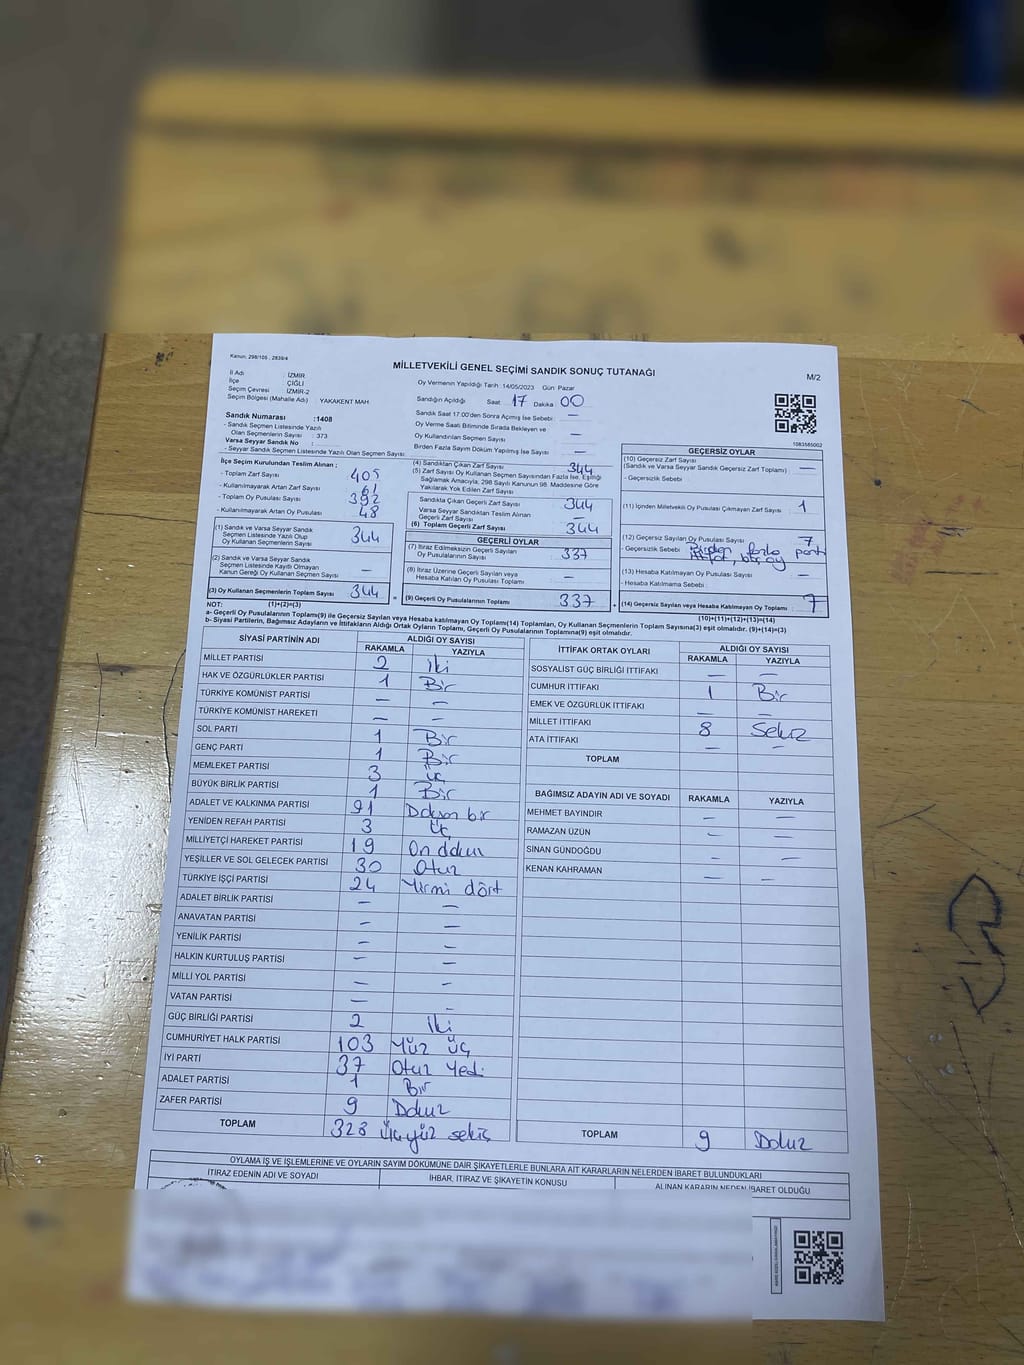 Kanun: 298/105 , 2839/4
MİLLETVEKİLİ GENEL SEÇİMİ SANDIK SONUÇ TUTANAĞI
M/2
İl Adı : İZMİR
İlçe : ÇİĞLİ
Seçim Çevresi : İZMİR-2
Seçim Bölgesi (Mahalle Adı) : YAKAKENT MAH
Oy Vermenin Yapıldığı Tarih :14/05/2023 Gün: Pazar
Sandığın Açıldığı Saat: 17 Dakika: 00
Sandık Saat 17:00'den Sonra Açmış İse Sebebi : —
Oy Verme Saati Bitiminde Sırada Bekleyen ve
Oy Kullandırılan Seçmen Sayısı : —
Birden Fazla Sayım Döküm Yapılmış İse Sayısı : —
Sandık Numarası :1408
- Sandık Seçmen Listesinde Yazılı
Olan Seçmenlerin Sayısı : 373
Varsa Seyyar Sandık No :
- Seyyar Sandık Seçmen Listesinde Yazılı Olan Seçmen Sayısı:
1083585002
İlçe Seçim Kurulundan Teslim Alınan :
- Toplam Zarf Sayısı : 405
- Kullanılmayarak Artan Zarf Sayısı : 61
- Toplam Oy Pusulası Sayısı : 392
- Kullanılmayarak Artan Oy Pusulası : 48
(1) Sandık ve Varsa Seyyar Sandık
Seçmen Listesinde Yazılı Olup
Oy Kullanan Seçmenlerin Sayısı : 344
(2) Sandık ve Varsa Seyyar Sandık
Seçmen Listesinde Kayıtlı Olmayan
Kanun Gereği Oy Kullanan Seçmen Sayısı : —
(3) Oy Kullanan Seçmenlerin Toplam Sayısı : 344
(1)+(2)=(3)
(4) Sandıktan Çıkan Zarf Sayısı : 344
(5) Zarf Sayısı Oy Kullanan Seçmen Sayısından Fazla İse, Eşitliği
Sağlamak Amacıyla, 298 Sayılı Kanunun 98. Maddesine Göre
Yakılarak Yok Edilen Zarf Sayısı : —
Sandıkta Çıkan Geçerli Zarf Sayısı : 344
Varsa Seyyar Sandıktan Teslim Alınan
Geçerli Zarf Sayısı : —
(6) Toplam Geçerli Zarf Sayısı : 344
GEÇERLİ OYLAR
(7) İtiraz Edilmeksizin Geçerli Sayılan
Oy Pusulalarının Sayısı : 337
(8) İtiraz Üzerine Geçerli Sayılan veya
Hesaba Katılan Oy Pusulası Toplamı : —
(9) Geçerli Oy Pusulalarının Toplamı : 337
GEÇERSİZ OYLAR
(10) Geçersiz Zarf Sayısı
(Sandık ve Varsa Seyyar Sandık Geçersiz Zarf Toplamı) : —
- Geçersizlik Sebebi :
(11) İçinden Milletvekili Oy Pusulası Çıkmayan Zarf Sayısı : 1
(12) Geçersiz Sayılan Oy Pusulası Sayısı : 7
- Geçersizlik Sebebi : Birden fazla parti
boş oy
(13) Hesaba Katılmayan Oy Pusulası Sayısı : —
- Hesaba Katılmama Sebebi :
(14) Geçersiz Sayılan veya Hesaba Katılmayan Oy Toplamı : 7
(10)+(11)+(12)+(13)=(14)
NOT:
a- Geçerli Oy Pusulalarının Toplamı(9) ile Geçersiz Sayılan veya Hesaba Katılmayan Oy Toplamı(14) Toplamları, Oy Kullanan Seçmenlerin Toplam Sayısına(3) eşit olmalıdır. (9)+(14)=(3)
b- Siyasi Partilerin, Bağımsız Adayların ve İttifakların Aldığı Ortak Oyların Toplamı, Geçerli Oy Pusulalarının Toplamına(9) eşit olmalıdır.
SİYASİ PARTİNİN ADI ALDIĞI OY SAYISI
RAKAMLA YAZIYLA
MİLLET PARTİSİ 2 iki
HAK VE ÖZGÜRLÜKLER PARTİSİ 1 Bir
TÜRKİYE KOMÜNİST PARTİSİ — —
TÜRKİYE KOMÜNİST HAREKETİ — —
SOL PARTİ 1 Bir
GENÇ PARTİ 1 Bir
MEMLEKET PARTİSİ 3 üç
BÜYÜK BİRLİK PARTİSİ 1 Bir
ADALET VE KALKINMA PARTİSİ 91 Doksan bir
YENİDEN REFAH PARTİSİ 3 üç
MİLLİYETÇİ HAREKET PARTİSİ 19 On dokuz
YEŞİLLER VE SOL GELECEK PARTİSİ 30 Otuz
TÜRKİYE İŞÇİ PARTİSİ 24 Yirmi dört
ADALET BİRLİK PARTİSİ — —
ANAVATAN PARTİSİ — —
YENİLİK PARTİSİ — —
HALKIN KURTULUŞ PARTİSİ — —
MİLLİ YOL PARTİSİ — —
VATAN PARTİSİ — —
GÜÇ BİRLİĞİ PARTİSİ 2 iki
CUMHURİYET HALK PARTİSİ 103 Yüz üç
İYİ PARTİ 37 Otuz Yedi
ADALET PARTİSİ 1 Bir
ZAFER PARTİSİ 9 Dokuz
TOPLAM 328 üçyüz sekiz
İTTİFAK ORTAK OYLARI ALDIĞI OY SAYISI
RAKAMLA YAZIYLA
SOSYALİST GÜÇ BİRLİĞİ İTTİFAKI — —
CUMHUR İTTİFAKI 1 Bir
EMEK VE ÖZGÜRLÜK İTTİFAKI — —
MİLLET İTTİFAKI 8 Sekiz
ATA İTTİFAKI — —
TOPLAM
BAĞIMSIZ ADAYIN ADI VE SOYADI RAKAMLA YAZIYLA
MEHMET BAYINDIR — —
RAMAZAN ÜZÜN — —
SİNAN GÜNDOĞDU — —
KENAN KAHRAMAN — —
TOPLAM 9 Dokuz
OYLAMA İŞ VE İŞLEMLERİNE VE OYLARIN SAYIM DÖKÜMÜNE DAİR ŞİKAYETLERLE BUNLARA AİT KARARLARIN NELERDEN İBARET BULUNDUKLARI
İTİRAZ EDENİN ADI VE SOYADI İHBAR, İTİRAZ VE ŞİKAYETİN KONUSU ALINAN KARARIN NEDEN İBARET OLDUĞU